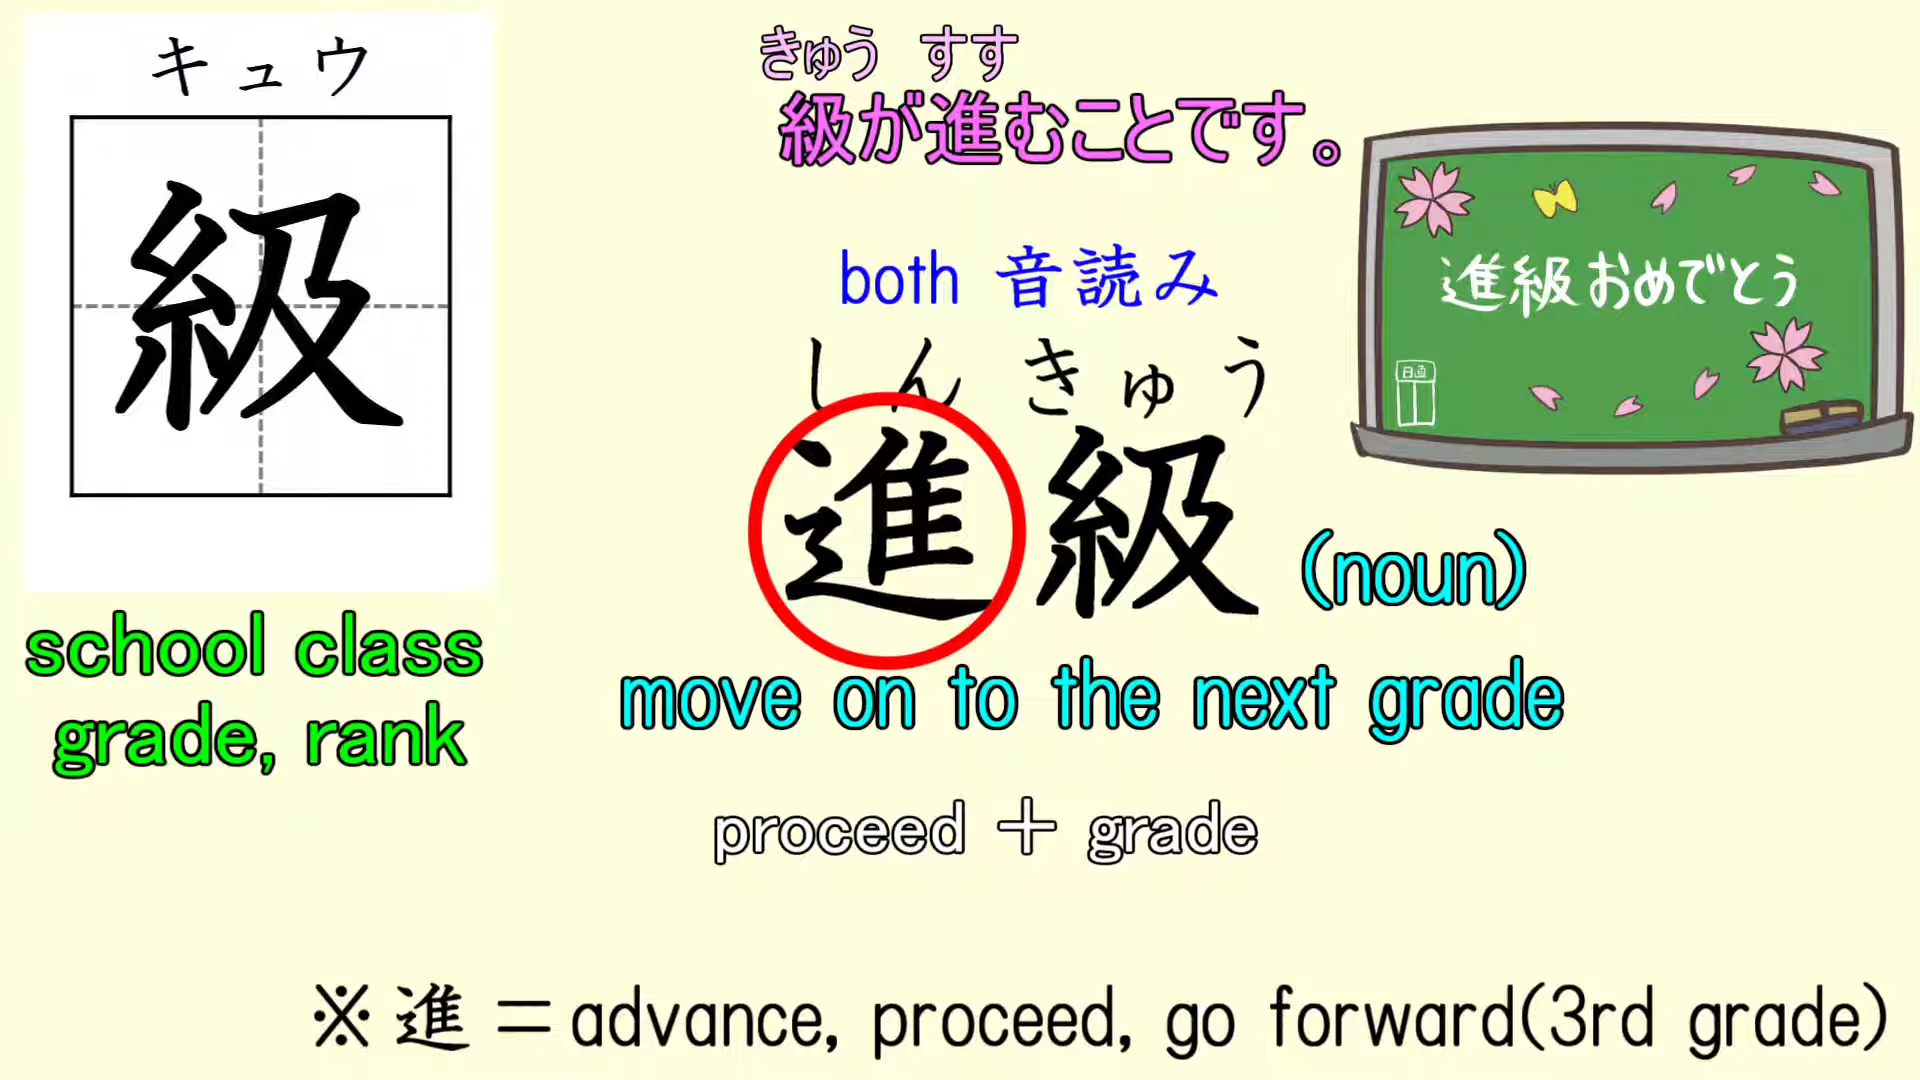 キュウ
級
school class
grade, rank
きゅう すす
級が進むことです。
both 音読み
しんきゅう
進級 (noun)
move on to the next grade
proceed + grade
進級おめでとう
日直
※進=advance, proceed, go forward(3rd grade)